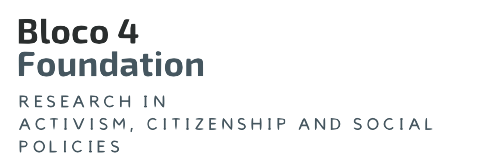 Bloco 4
Foundation
RESEARCH IN
ACTIVISM, CITIZENSHIP AND SOCIAL
POLICIES